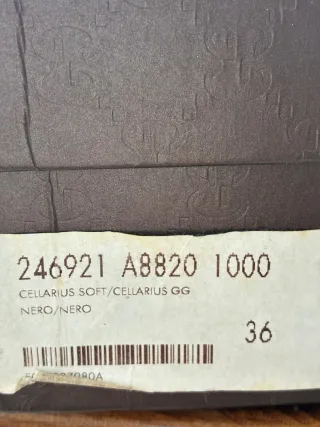 246921 A8820 1000
CELLARIUS SOFT/CELLARIUS GG
NERO/NERO
36